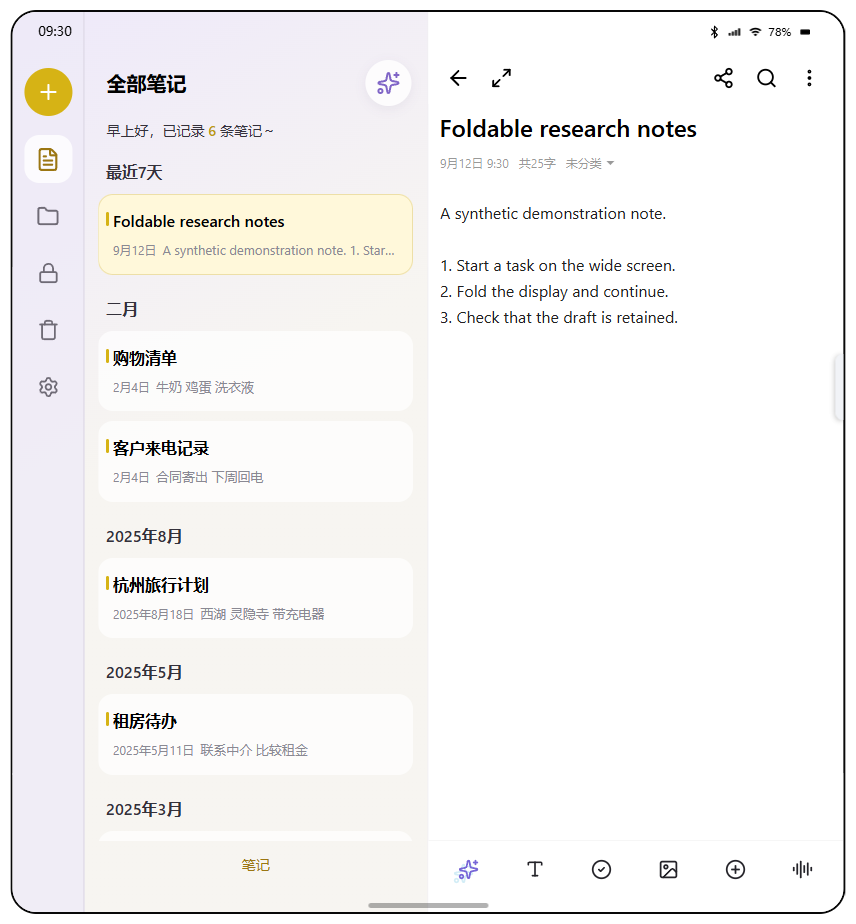 09:30
78%
全部笔记
早上好，已记录 6 条笔记～
最近7天
Foldable research notes
9月12日 A synthetic demonstration note. 1. Star...
二月
购物清单
2月4日 牛奶 鸡蛋 洗衣液
客户来电记录
2月4日 合同寄出 下周回电
2025年8月
杭州旅行计划
2025年8月18日 西湖 灵隐寺 带充电器
2025年5月
租房待办
2025年5月11日 联系中介 比较租金
2025年3月
笔记
Foldable research notes
9月12日 9:30 共25字 未分类
A synthetic demonstration note.
1. Start a task on the wide screen.
2. Fold the display and continue.
3. Check that the draft is retained.